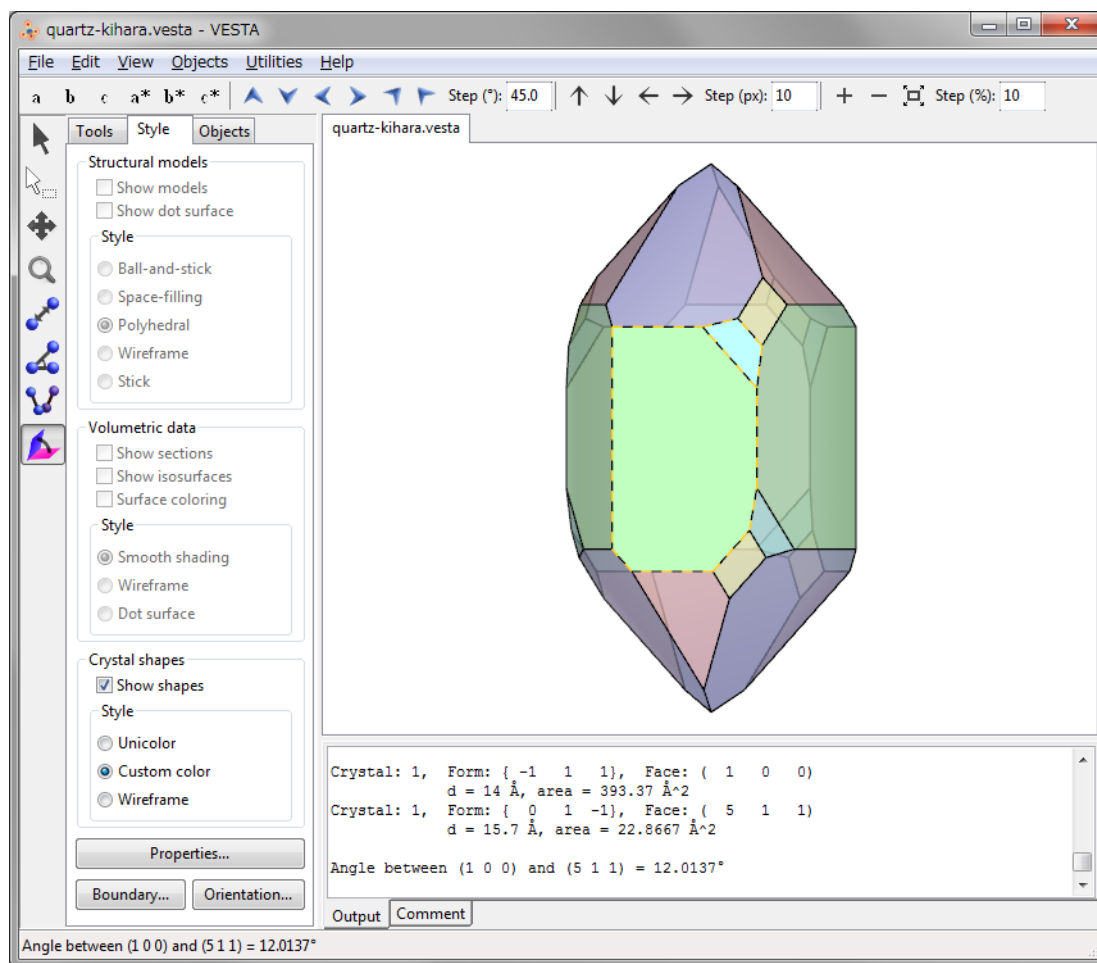 quartz-kihara.vesta - VESTA
File Edit View Objects Utilities Help
a b c a* b* c* Step (°): 45.0 Step (px): 10 Step (%): 10
Tools Style Objects
quartz-kihara.vesta
Structural models
Show models
Show dot surface
Style
Ball-and-stick
Space-filling
Polyhedral
Wireframe
Stick
Volumetric data
Show sections
Show isosurfaces
Surface coloring
Style
Smooth shading
Wireframe
Dot surface
Crystal shapes
Show shapes
Style
Unicolor
Custom color
Wireframe
Properties...
Boundary... Orientation...
Crystal: 1, Form: { -1 1 1}, Face: ( 1 0 0)
d = 14 Å, area = 393.37 Å^2
Crystal: 1, Form: { 0 1 -1}, Face: ( 5 1 1)
d = 15.7 Å, area = 22.8667 Å^2
Angle between (1 0 0) and (5 1 1) = 12.0137°
Output Comment
Angle between (1 0 0) and (5 1 1) = 12.0137°